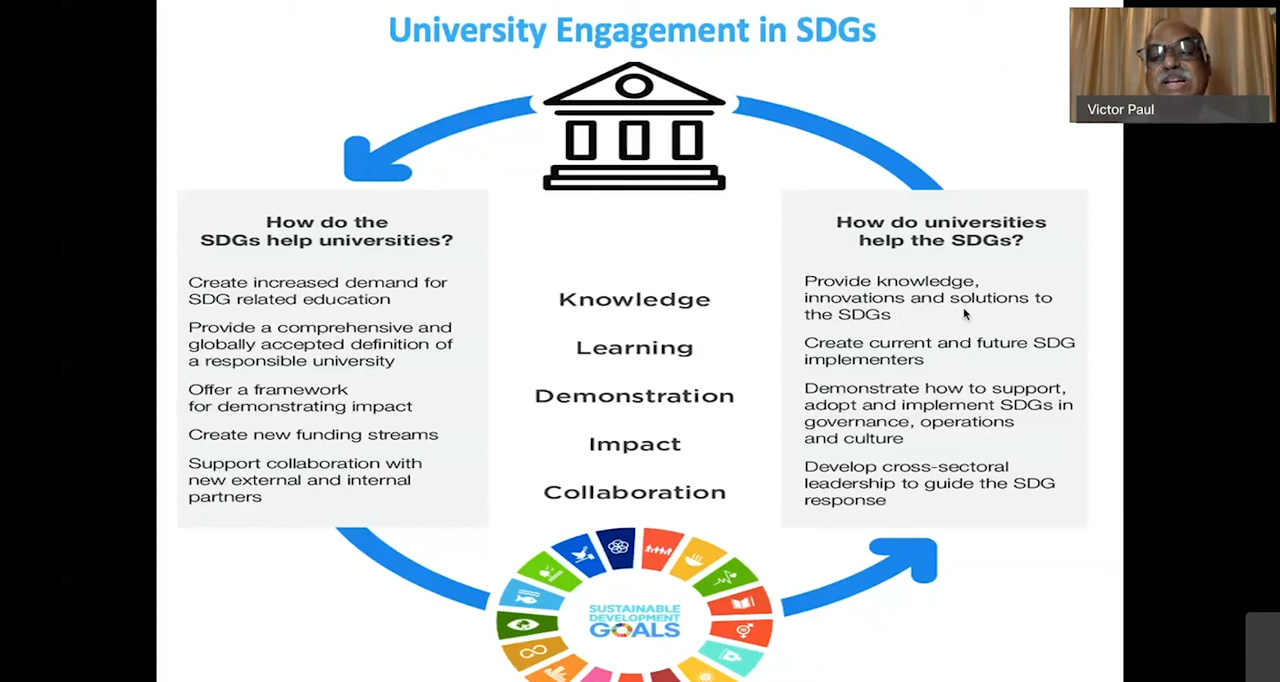 University Engagement in SDGs
Victor Paul
How do the
SDGs help universities?
Create increased demand for
SDG related education
Provide a comprehensive and
globally accepted definition of
a responsible university
Offer a framework
for demonstrating impact
Create new funding streams
Support collaboration with
new external and internal
partners
Knowledge
Learning
Demonstration
Impact
Collaboration
How do universities
help the SDGs?
Provide knowledge,
innovations and solutions to
the SDGs
Create current and future SDG
implementers
Demonstrate how to support,
adopt and implement SDGs in
governance, operations
and culture
Develop cross-sectoral
leadership to guide the SDG
response
SUSTAINABLE
DEVELOPMENT
GOALS